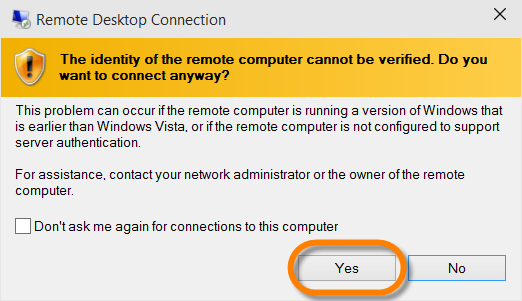 Remote Desktop Connection
The identity of the remote computer cannot be verified. Do you
want to connect anyway?
This problem can occur if the remote computer is running a version of Windows that
is earlier than Windows Vista, or if the remote computer is not configured to support
server authentication.
For assistance, contact your network administrator or the owner of the remote
computer.
Don't ask me again for connections to this computer
Yes No